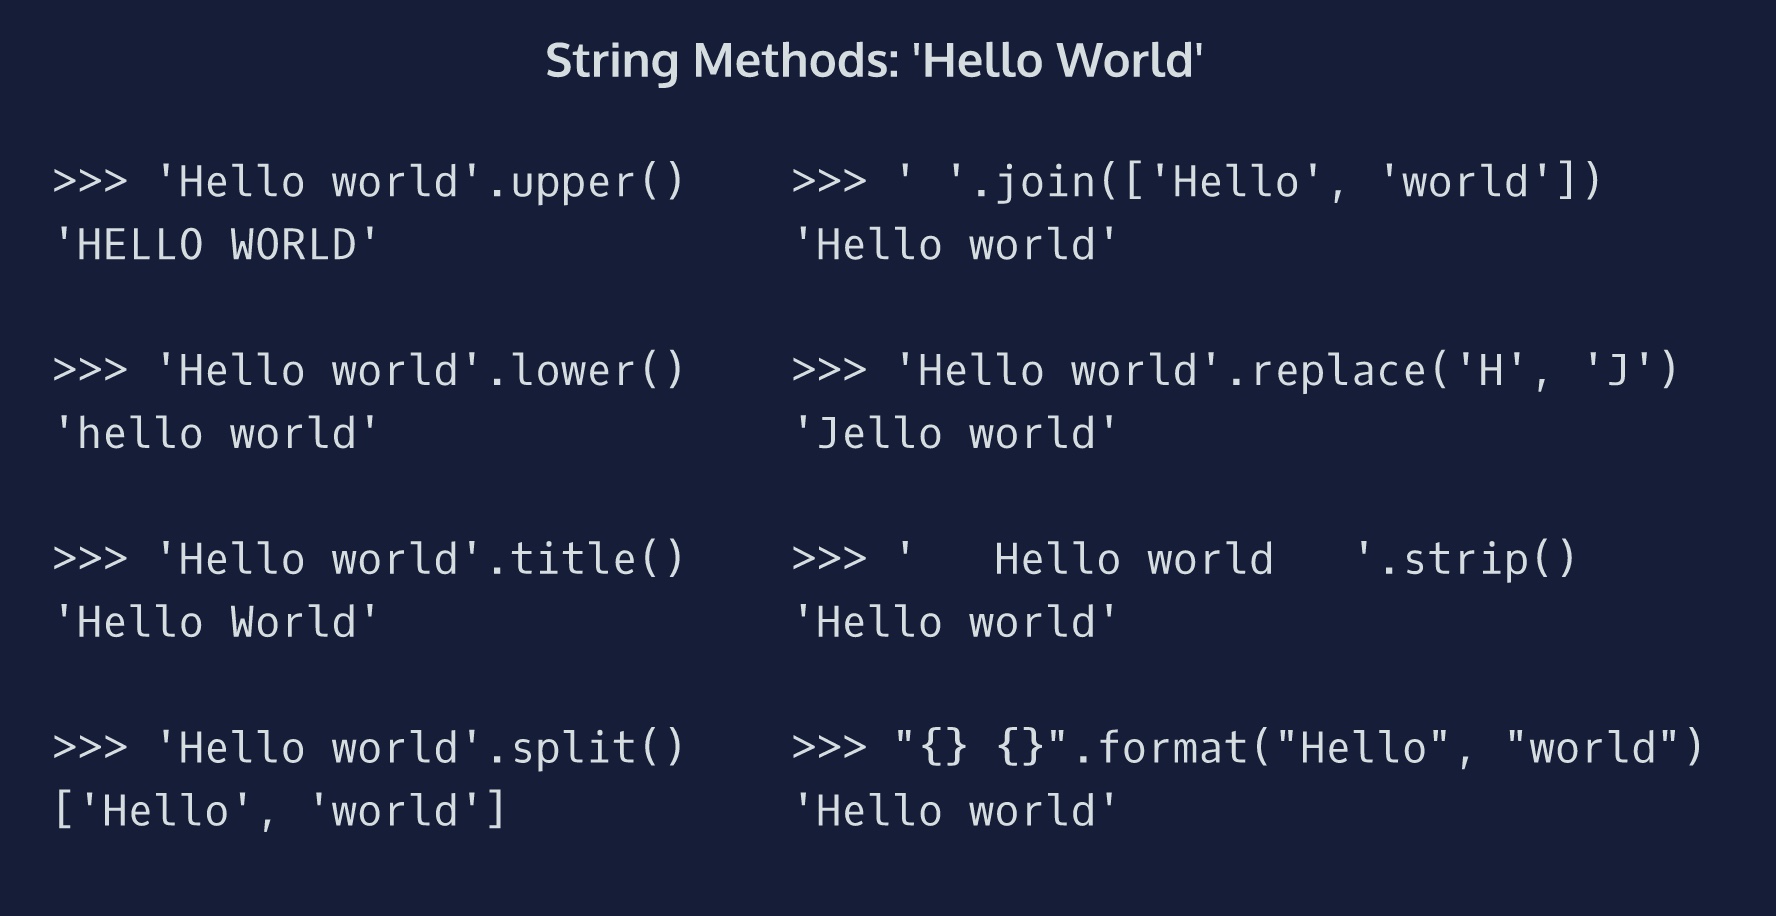 String Methods: 'Hello World'
>>> 'Hello world'.upper()
'HELLO WORLD'
>>> 'Hello world'.lower()
'hello world'
>>> 'Hello world'.title()
'Hello World'
>>> 'Hello world'.split()
['Hello', 'world']
>>> ' '.join(['Hello', 'world'])
'Hello world'
>>> 'Hello world'.replace('H', 'J')
'Jello world'
>>> '   Hello world   '.strip()
'Hello world'
>>> "{} {}".format("Hello", "world")
'Hello world'